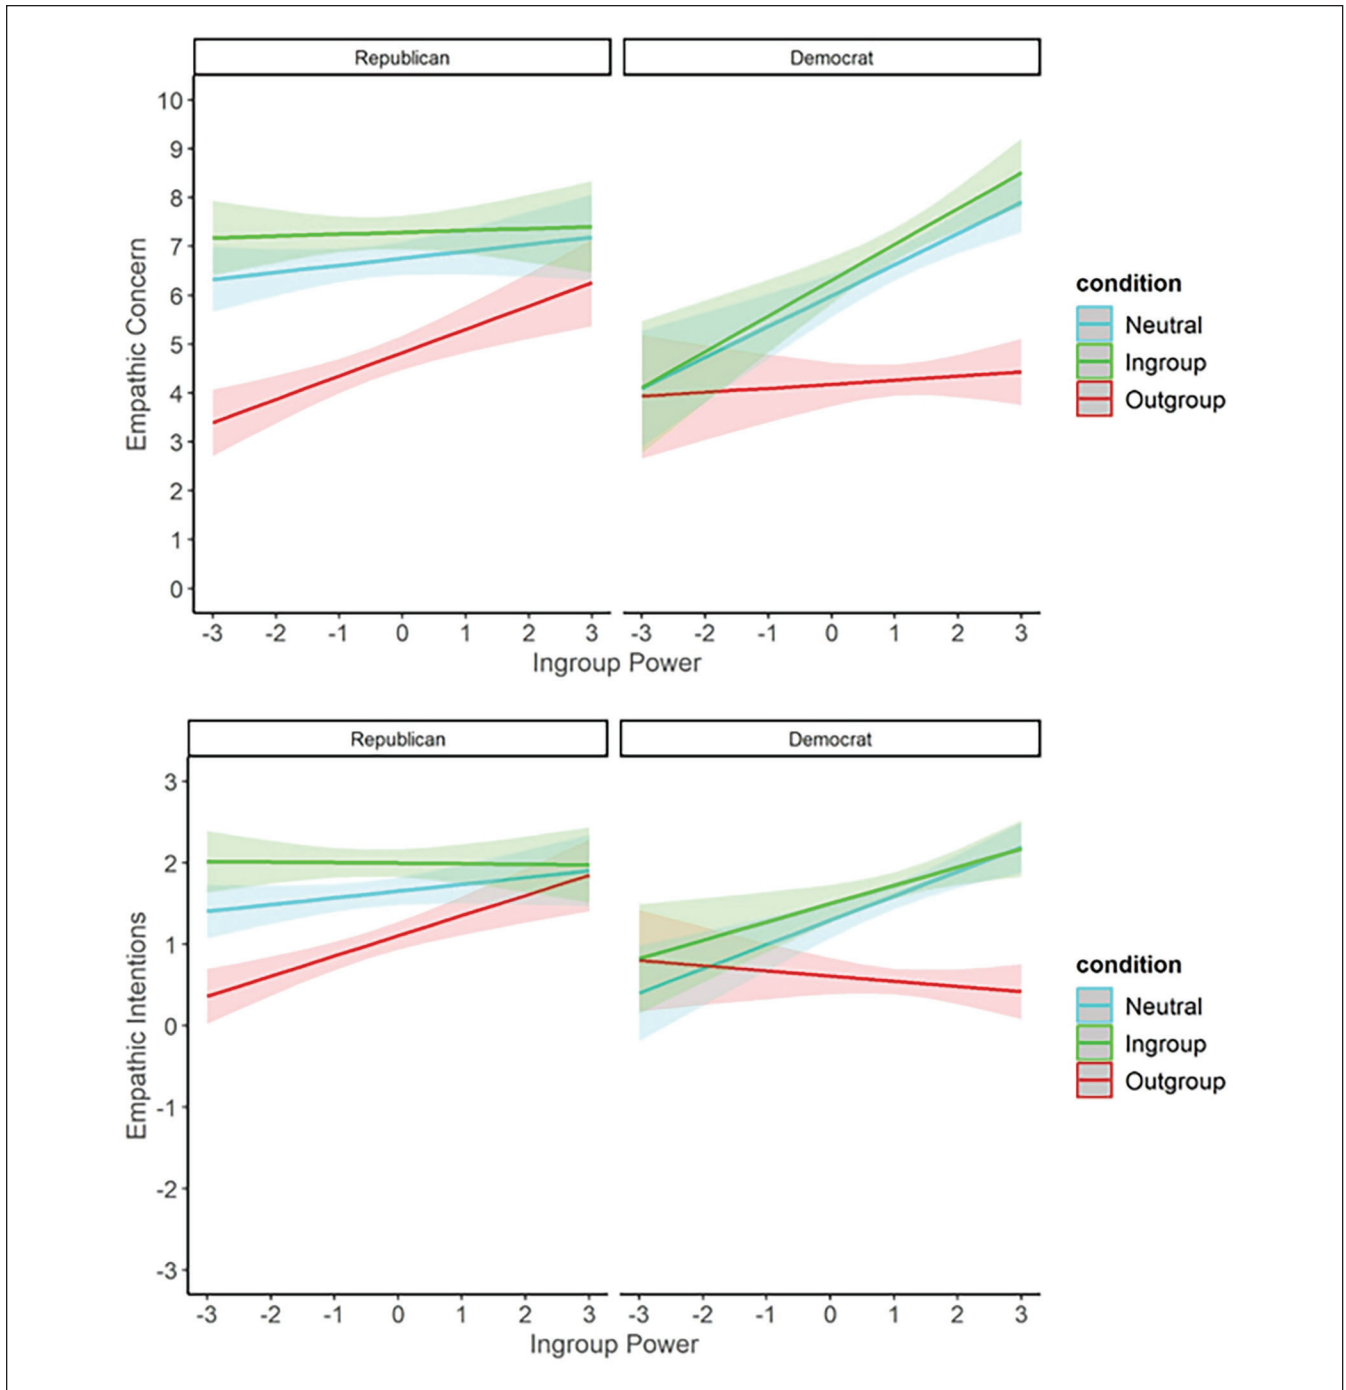 Republican Democrat
10
9
8
7
6
5
4
3
2
1
0
Empathic Concern
-3 -2 -1 0 1 2 3 -3 -2 -1 0 1 2 3
Ingroup Power
condition
Neutral
Ingroup
Outgroup
Republican Democrat
3
2
1
0
-1
-2
-3
Empathic Intentions
-3 -2 -1 0 1 2 3 -3 -2 -1 0 1 2 3
Ingroup Power
condition
Neutral
Ingroup
Outgroup